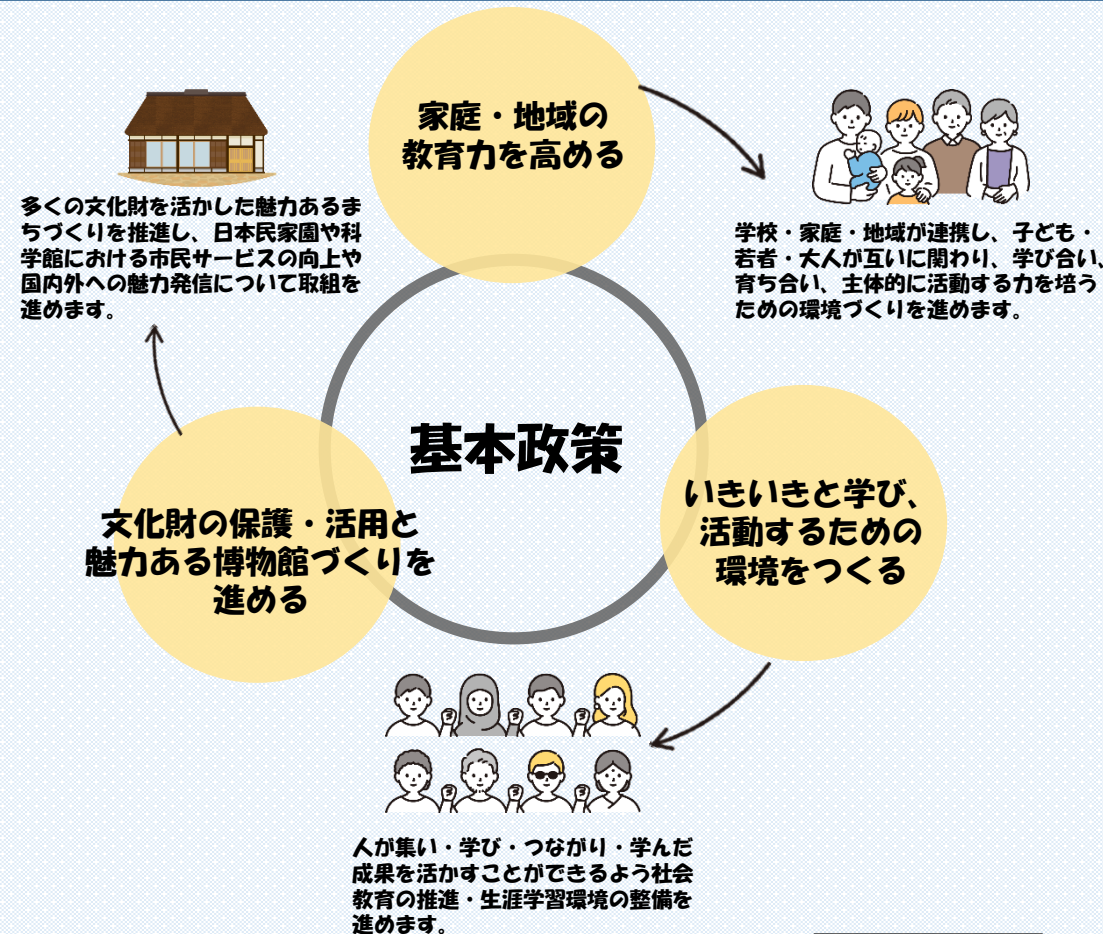 家庭・地域の
教育力を高める
学校・家庭・地域が連携し、子ども・
若者・大人が互いに関わり、学び合い、
育ち合い、主体的に活動する力を培う
ための環境づくりを進めます。
多くの文化財を活かした魅力あるま
ちづくりを推進し、日本民家園や科
学館における市民サービスの向上や
国内外への魅力発信について取組を
進めます。
基本政策
いきいきと学び、
活動するための
環境をつくる
文化財の保護・活用と
魅力ある博物館づくりを
進める
人が集い・学び・つながり・学んだ
成果を活かすことができるよう社会
教育の推進・生涯学習環境の整備を
進めます。